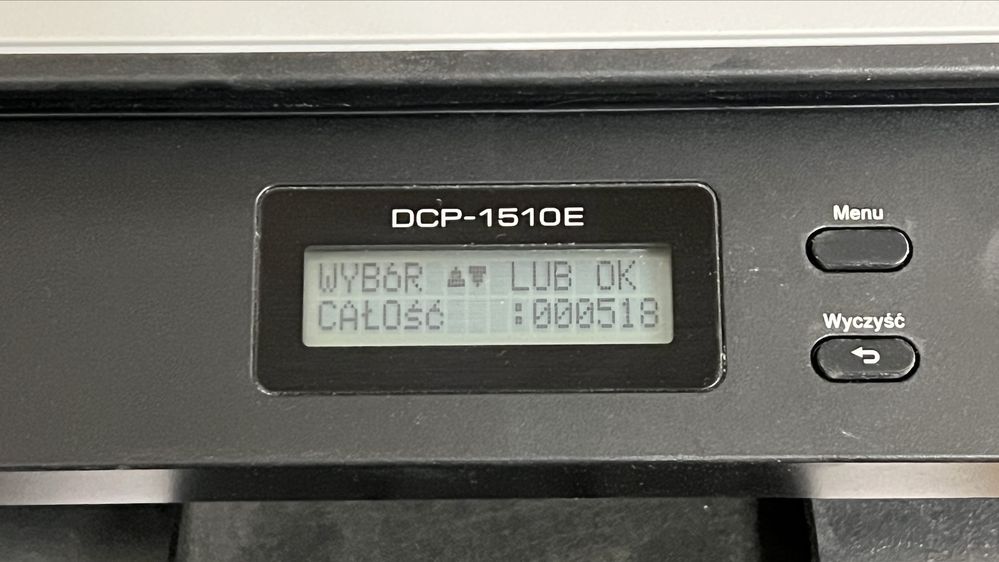 DCP-1510E
Menu
WYBóR ▲▼ LUB OK
CAŁOść :000518
Wyczyść